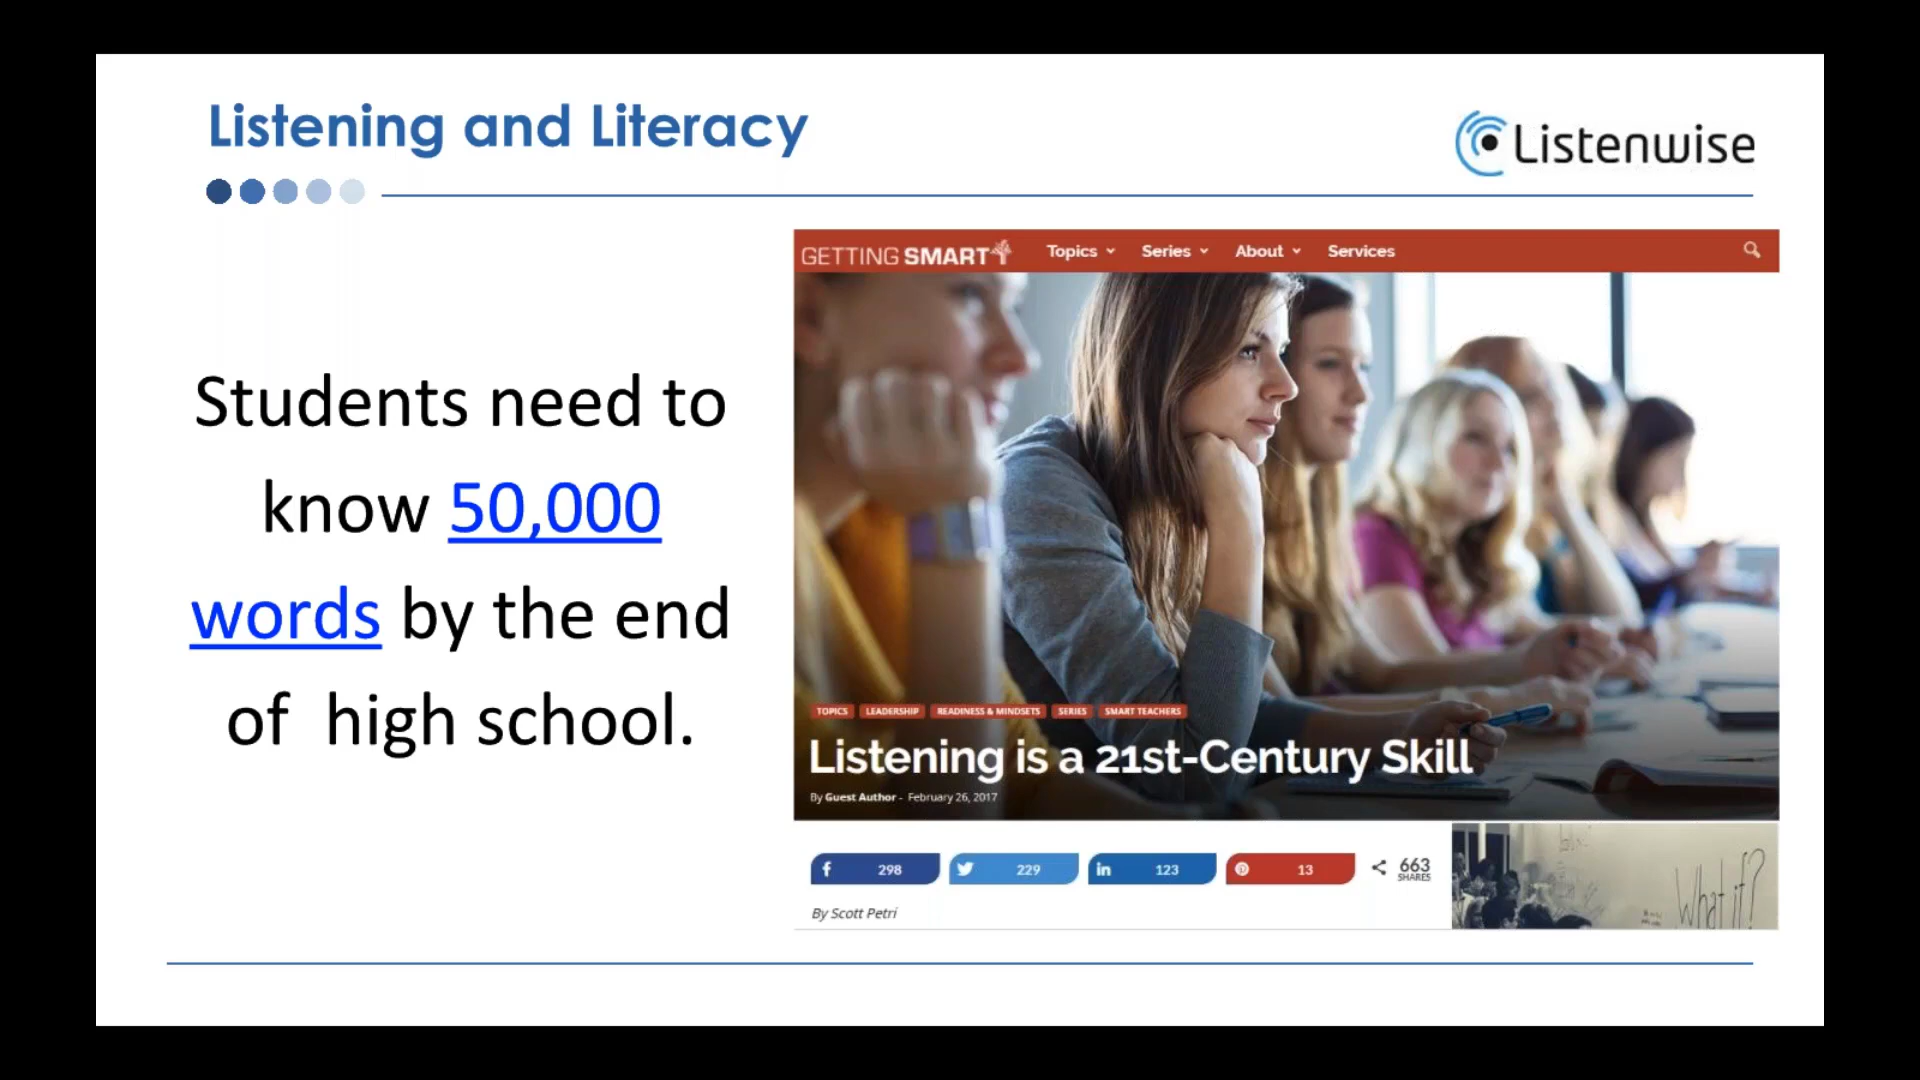 Listening and Literacy
Listenwise
Students need to
know 50,000
words by the end
of high school.
GETTING SMART Topics Series About Services
TOPICS LEADERSHIP READINESS & MINDSETS SERIES SMART TEACHERS
Listening is a 21st-Century Skill
By Guest Author - February 26, 2017
298 229 123 13 663
SHARES
By Scott Petri
What if?